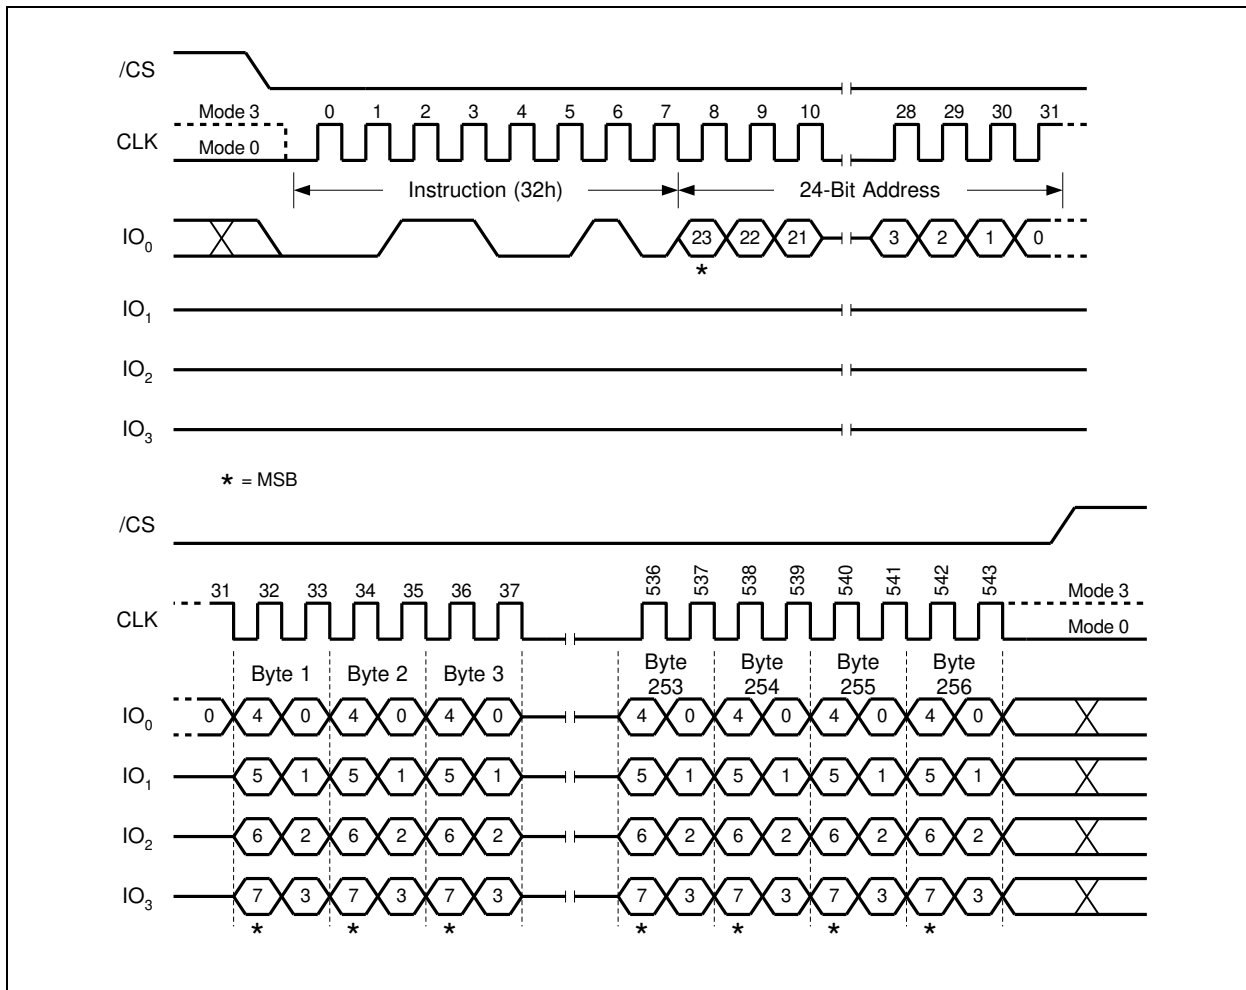 /CS
Mode 3 0 1 2 3 4 5 6 7 8 9 10 28 29 30 31
CLK
Mode 0
Instruction (32h) 24-Bit Address
IO0 23 22 21 3 2 1 0
*
IO1
IO2
IO3
* = MSB
/CS
31 32 33 34 35 36 37 536 537 538 539 540 541 542 543
Mode 3
CLK
Mode 0
Byte 1 Byte 2 Byte 3 Byte 253 Byte 254 Byte 255 Byte 256
IO0 0 4 0 4 0 4 0 4 0 4 0 4 0 4 0
IO1 5 1 5 1 5 1 5 1 5 1 5 1 5 1
IO2 6 2 6 2 6 2 6 2 6 2 6 2 6 2
IO3 7 3 7 3 7 3 7 3 7 3 7 3 7 3
* * * * * * *